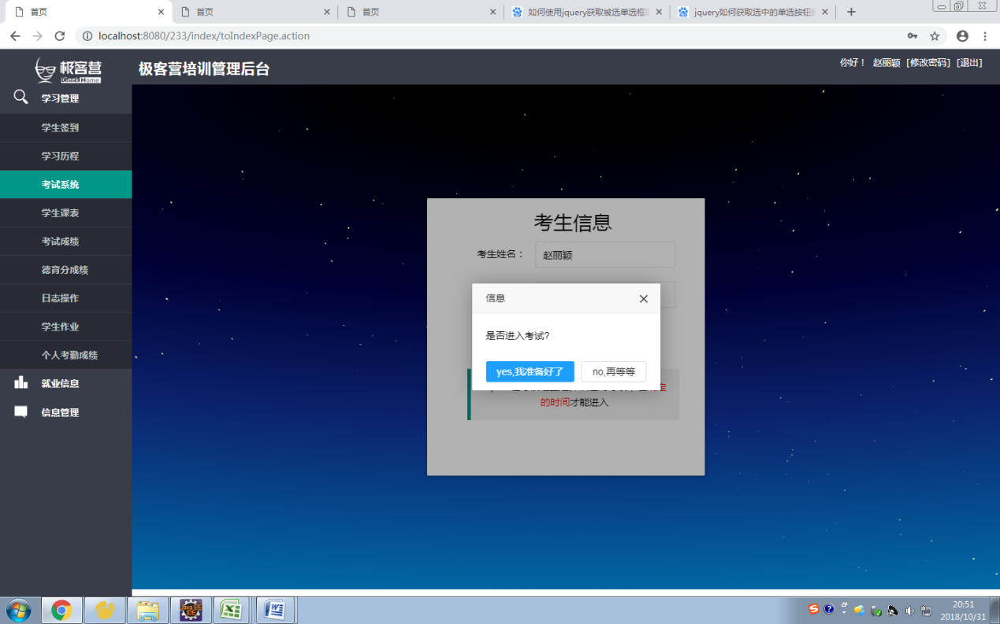 首页
首页
首页
如何使用jquery获取被选单选框
jquery如何获取选中的单选按钮
localhost:8080/233/index/toIndexPage.action
极客营
iGeekHome
极客营培训管理后台
你好！ 赵丽颖 [修改密码] [退出]
学习管理
学生签到
学习历程
考试系统
学生课表
考试成绩
德育分成绩
日志操作
学生作业
个人考勤成绩
就业信息
信息管理
考生信息
考生姓名：
赵丽颖
信息
是否进入考试?
yes,我准备好了
no,再等等
的时间才能进入
Java EE
IDE
20:51
2018/10/31